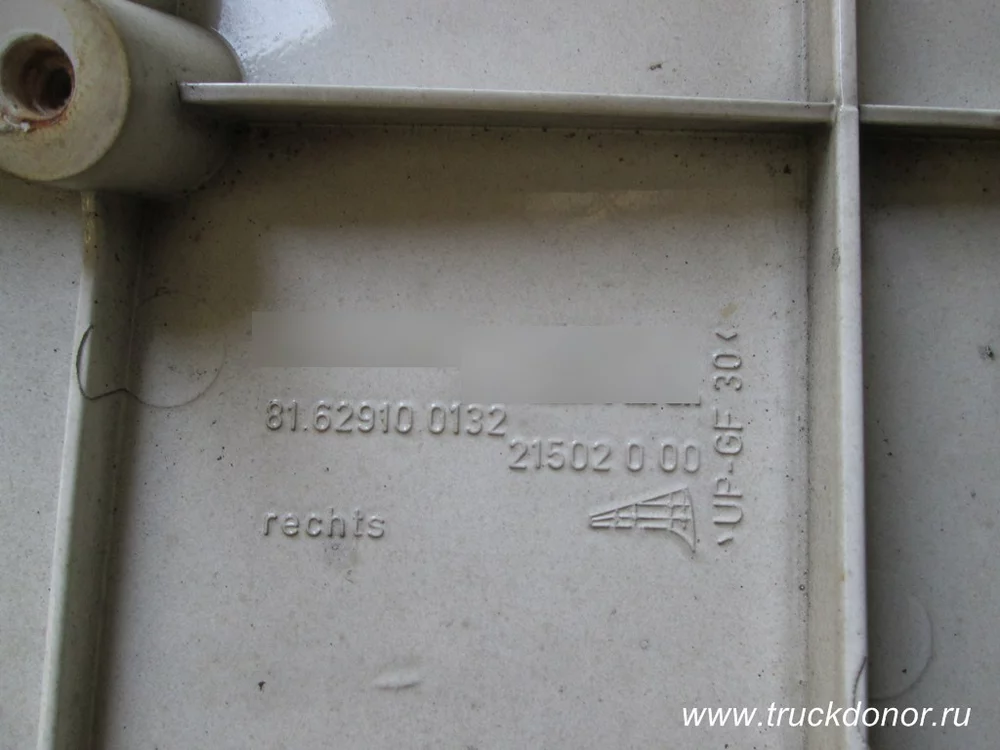 81.62910 0132
21502 0 00
rechts
>UP-GF 30<
www.truckdonor.ru